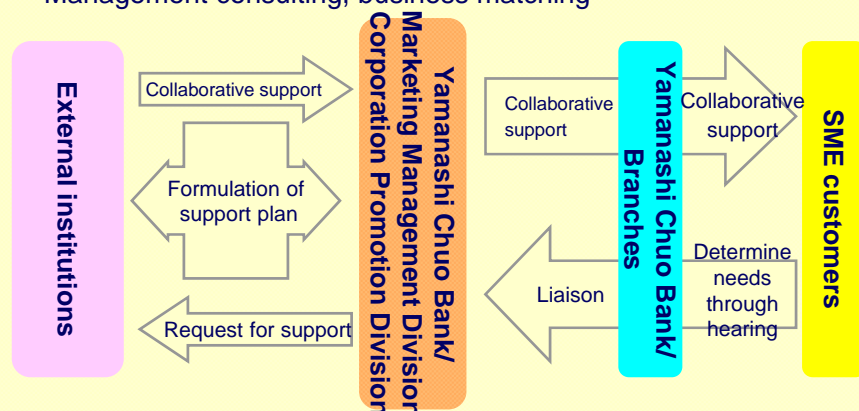 Management consulting, business matching
External institutions
Collaborative support
Formulation of
support plan
Request for support
Yamanashi Chuo Bank/
Marketing Management Division
Corporation Promotion Division
Collaborative
support
Liaison
Yamanashi Chuo Bank/
Branches
Collaborative
support
Determine
needs
through
hearing
SME customers